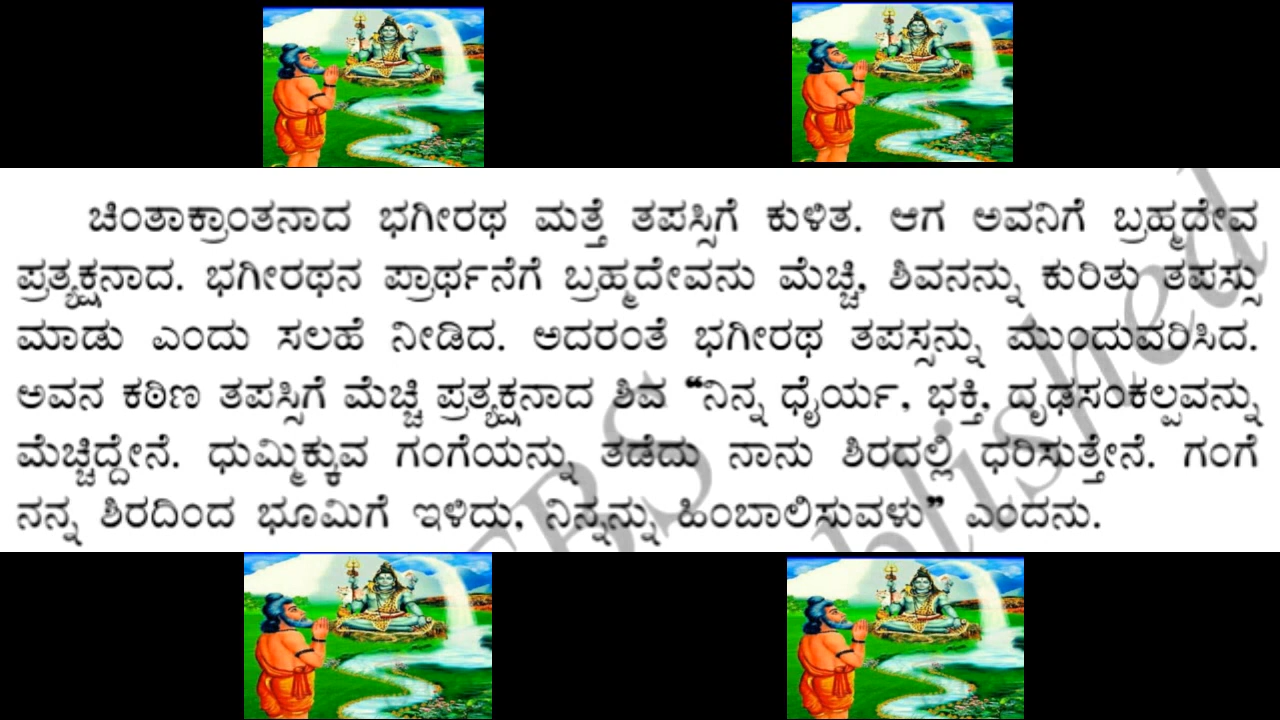 ಚಿಂತಾಕ್ರಾಂತನಾದ ಭಗೀರಥ ಮತ್ತೆ ತಪಸ್ಸಿಗೆ ಕುಳಿತ. ಆಗ ಅವನಿಗೆ ಬ್ರಹ್ಮದೇವ
ಪ್ರತ್ಯಕ್ಷನಾದ. ಭಗೀರಥನ ಪ್ರಾರ್ಥನೆಗೆ ಬ್ರಹ್ಮದೇವನು ಮೆಚ್ಚಿ, ಶಿವನನ್ನು ಕುರಿತು ತಪಸ್ಸು
ಮಾಡು ಎಂದು ಸಲಹೆ ನೀಡಿದ. ಅದರಂತೆ ಭಗೀರಥ ತಪಸ್ಸನ್ನು ಮುಂದುವರಿಸಿದ.
ಅವನ ಕಠಿಣ ತಪಸ್ಸಿಗೆ ಮೆಚ್ಚಿ ಪ್ರತ್ಯಕ್ಷನಾದ ಶಿವ “ನಿನ್ನ ಧೈರ್ಯ, ಭಕ್ತಿ, ದೃಢಸಂಕಲ್ಪವನ್ನು
ಮೆಚ್ಚಿದ್ದೇನೆ. ಧುಮ್ಮಿಕ್ಕುವ ಗಂಗೆಯನ್ನು ತಡೆದು ನಾನು ಶಿರದಲ್ಲಿ ಧರಿಸುತ್ತೇನೆ. ಗಂಗೆ
ನನ್ನ ಶಿರದಿಂದ ಭೂಮಿಗೆ ಇಳಿದು, ನಿನ್ನನ್ನು ಹಿಂಬಾಲಿಸುವಳು” ಎಂದನು.